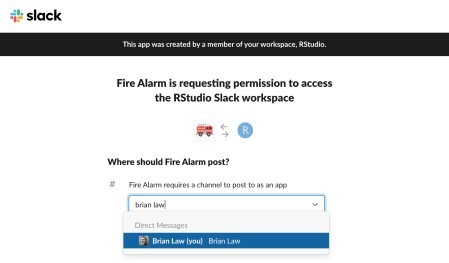 slack
This app was created by a member of your workspace, RStudio.
Fire Alarm is requesting permission to access
the RStudio Slack workspace
R
Where should Fire Alarm post?
# Fire Alarm requires a channel to post to as an app
brian law
Direct Messages
Brian Law (you) Brian Law